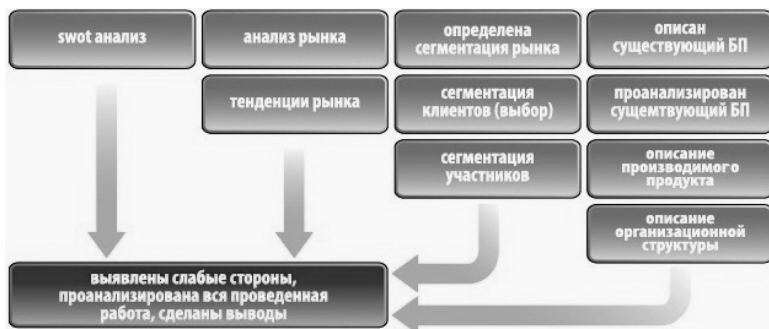 swot анализ
анализ рынка
определена
сегментация рынка
описан
существующий БП
тенденции рынка
сегментация
клиентов (выбор)
проанализирован
сущемтвующий БП
сегментация
участников
описание
производимого
продукта
описание
организационной
структуры
выявлены слабые стороны,
проанализирована вся проведенная
работа, сделаны выводы